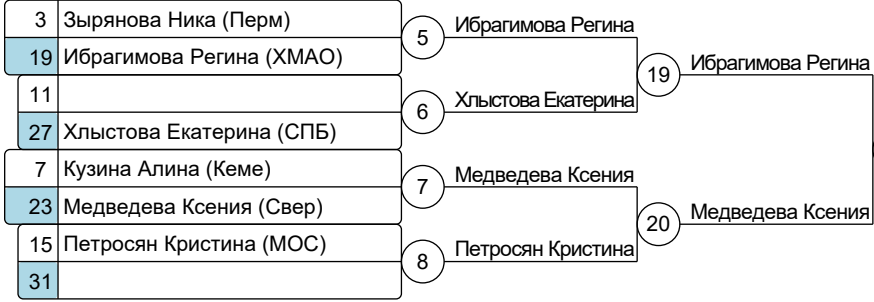 3 Зырянова Ника (Перм)
19 Ибрагимова Регина (ХМАО)
11
27 Хлыстова Екатерина (СПБ)
7 Кузина Алина (Кеме)
23 Медведева Ксения (Свер)
15 Петросян Кристина (МОС)
31
5 Ибрагимова Регина
6 Хлыстова Екатерина
7 Медведева Ксения
8 Петросян Кристина
19 Ибрагимова Регина
20 Медведева Ксения